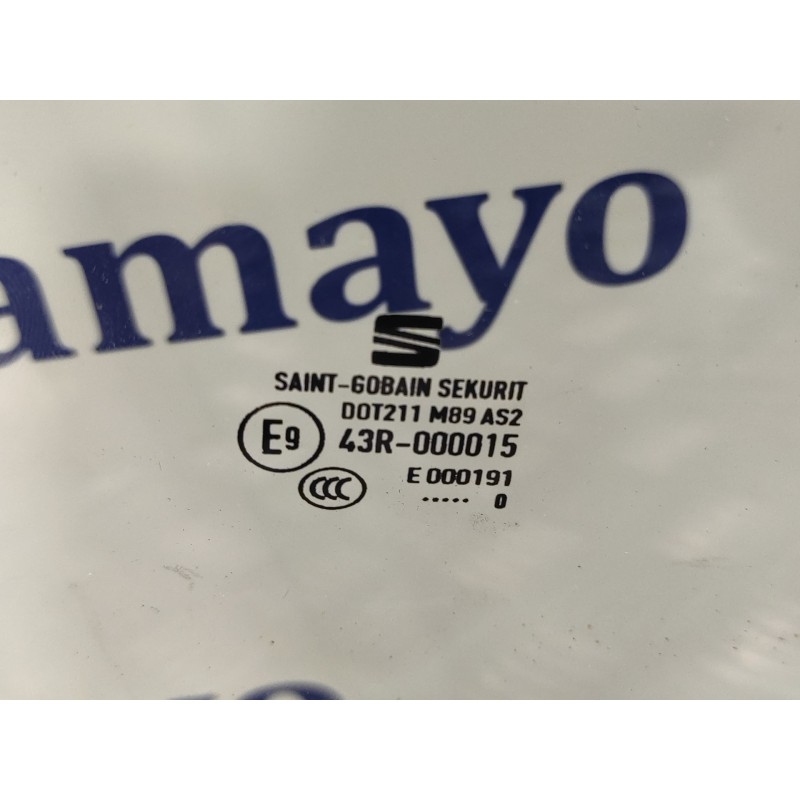 amayo
SAINT-GOBAIN SEKURIT
DOT211 M89 AS2
E9 43R-000015
E 000191
CCC
..... 0